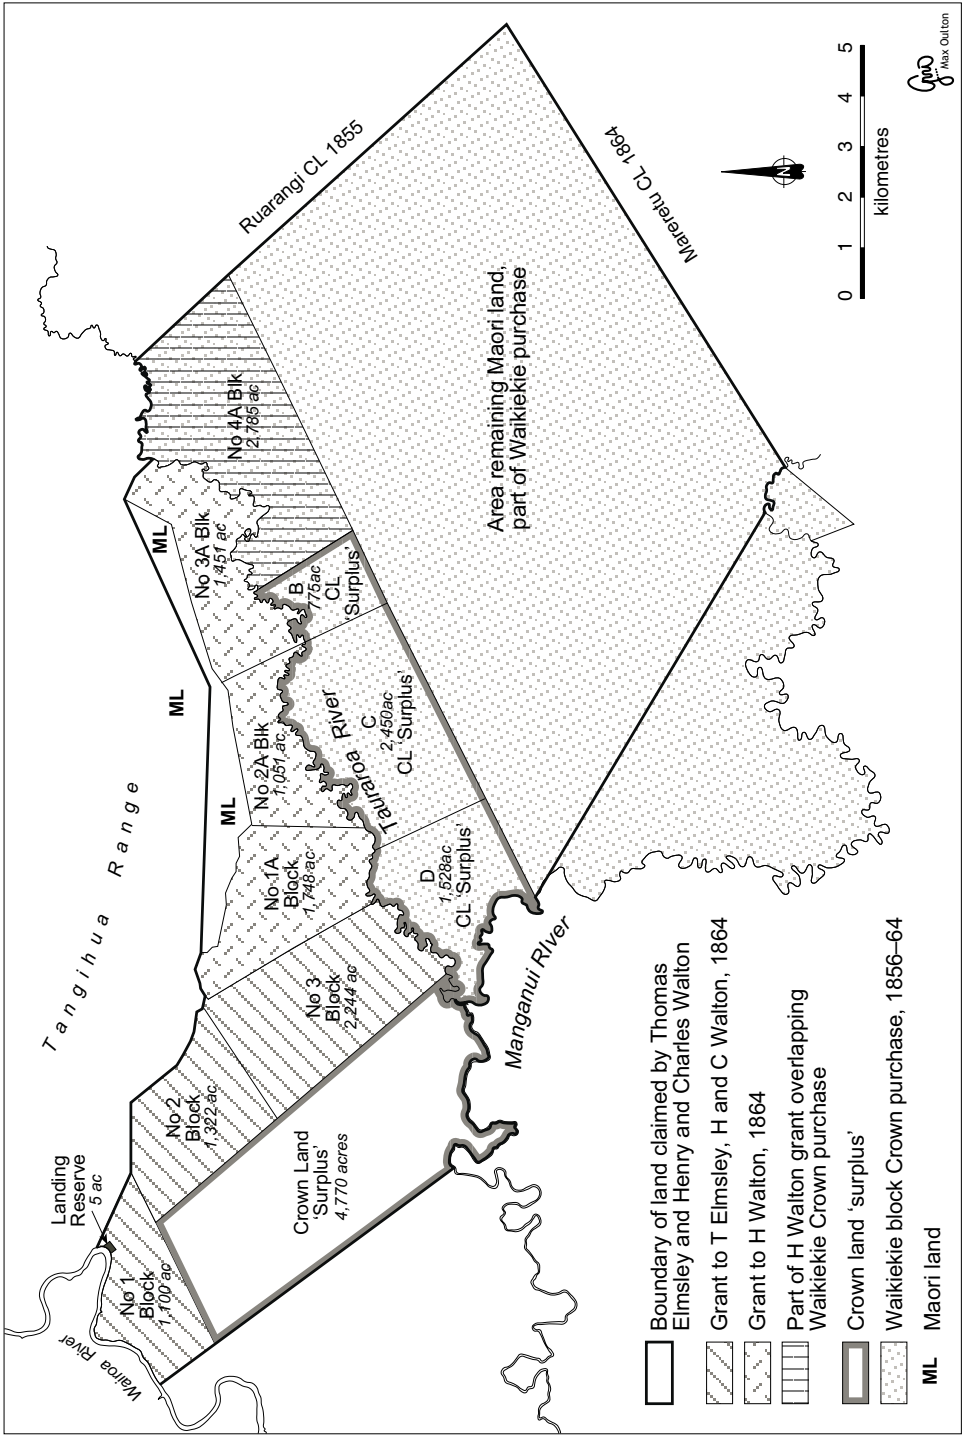 Tangihua Range
Landing
Reserve
5 ac
Wairoa River
No 1
Block
1,100 ac
No 2
Block
1,322 ac
No 3
Block
2,244 ac
No 1A
Block
1,748 ac
No 2A Blk
1,051 ac
No 3A Blk
1,451 ac
No 4A Blk
2,785 ac
ML
ML
ML
Ruarangi CL 1855
Mareretu CL 1864
Crown Land
'Surplus'
4,770 acres
Tauraroa River
Manganui RIver
D
1,528ac
CL 'Surplus'
C
2,450ac
CL 'Surplus'
B
775ac
CL
'Surplus'
Area remaining Maori land,
part of Waikiekie purchase
Boundary of land claimed by Thomas
Elmsley and Henry and Charles Walton
Grant to T Elmsley, H and C Walton, 1864
Grant to H Walton, 1864
Part of H Walton grant overlapping
Waikiekie Crown purchase
Crown land 'surplus'
Waikiekie block Crown purchase, 1856–64
ML Maori land
N
0 1 2 3 4 5
kilometres
Max Oulton